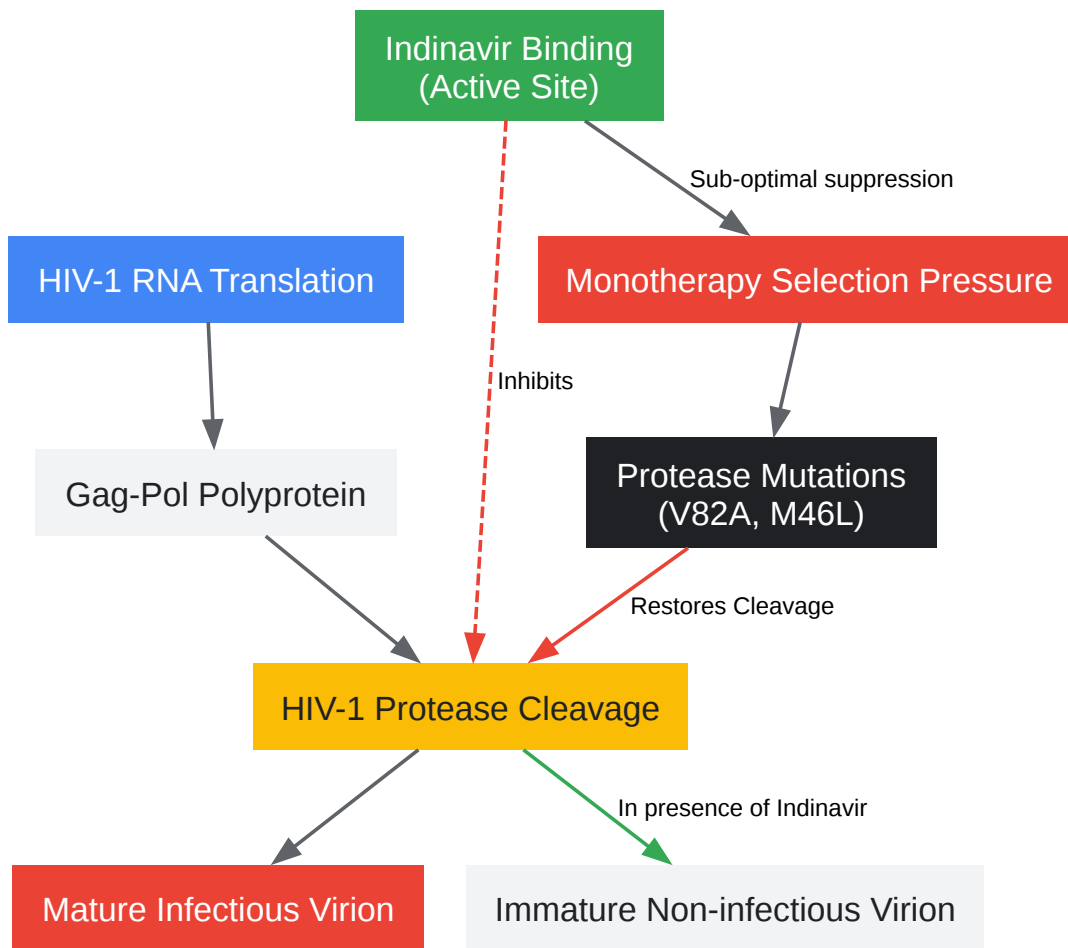 Indinavir Binding
(Active Site)
Sub-optimal suppression
HIV-1 RNA Translation
Monotherapy Selection Pressure
Inhibits
Gag-Pol Polyprotein
Protease Mutations
(V82A, M46L)
Restores Cleavage
HIV-1 Protease Cleavage
In presence of Indinavir
Mature Infectious Virion
Immature Non-infectious Virion